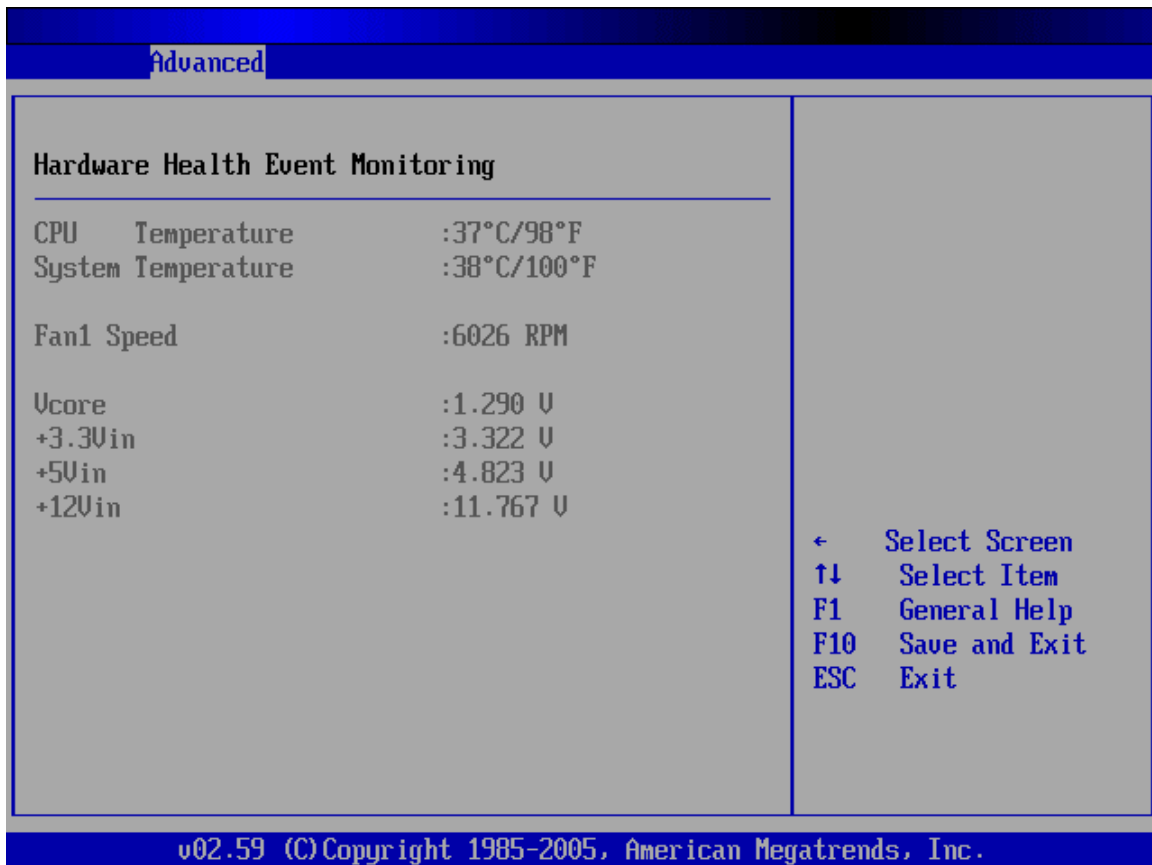 Advanced
Hardware Health Event Monitoring
CPU Temperature :37°C/98°F
System Temperature :38°C/100°F
Fan1 Speed :6026 RPM
Vcore :1.290 V
+3.3Vin :3.322 V
+5Vin :4.823 V
+12Vin :11.767 V
← Select Screen
↑↓ Select Item
F1 General Help
F10 Save and Exit
ESC Exit
v02.59 (C)Copyright 1985-2005, American Megatrends, Inc.